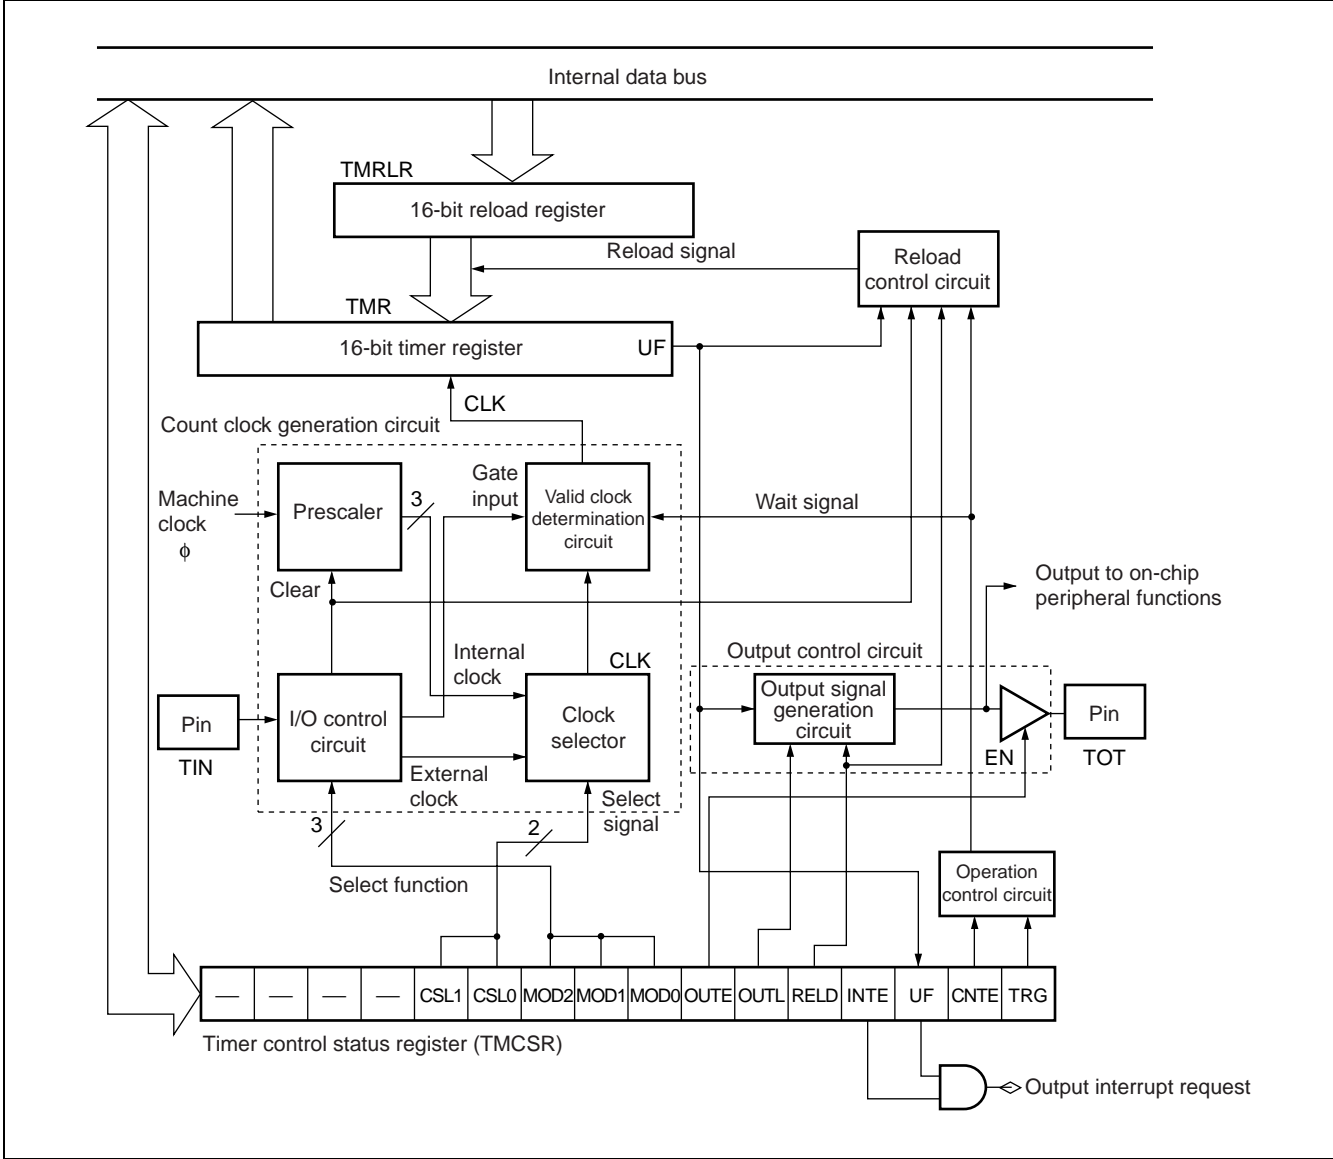 Internal data bus
TMRLR
16-bit reload register
Reload signal
Reload
control circuit
TMR
16-bit timer register
UF
CLK
Count clock generation circuit
Machine
clock
ϕ
Prescaler
3
Gate
input
Valid clock
determination
circuit
Wait signal
Clear
Output to on-chip
peripheral functions
Internal
clock
CLK
Output control circuit
Pin
TIN
I/O control
circuit
Clock
selector
Output signal
generation
circuit
EN
Pin
TOT
External
clock
Select
signal
3
2
Select function
Operation
control circuit
— — — — CSL1 CSL0 MOD2 MOD1 MOD0 OUTE OUTL RELD INTE UF CNTE TRG
Timer control status register (TMCSR)
Output interrupt request